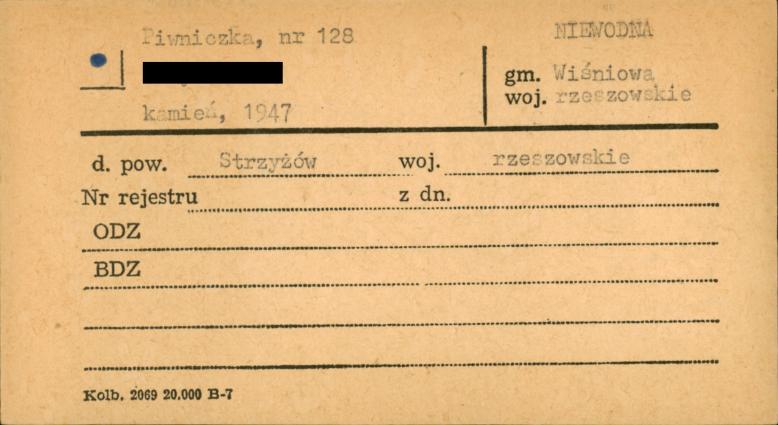 Piwniczka, nr 128
NIEWODNA
gm. Wiśniowa
woj. rzeszowskie
kamień, 1947
d. pow. Strzyżów woj. rzeszowskie
Nr rejestru z dn.
ODZ
BDZ
Kolb. 2069 20.000 B-7